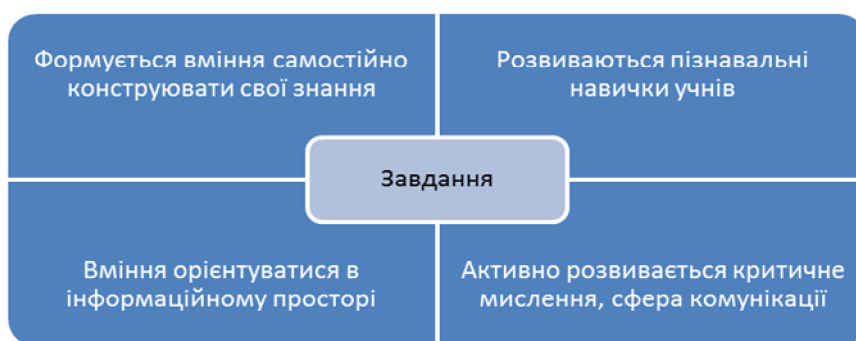 Формується вміння самостійно
конструювати свої знання
Розвиваються пізнавальні
навички учнів
Завдання
Вміння орієнтуватися в
інформаційному просторі
Активно розвивається критичне
мислення, сфера комунікації